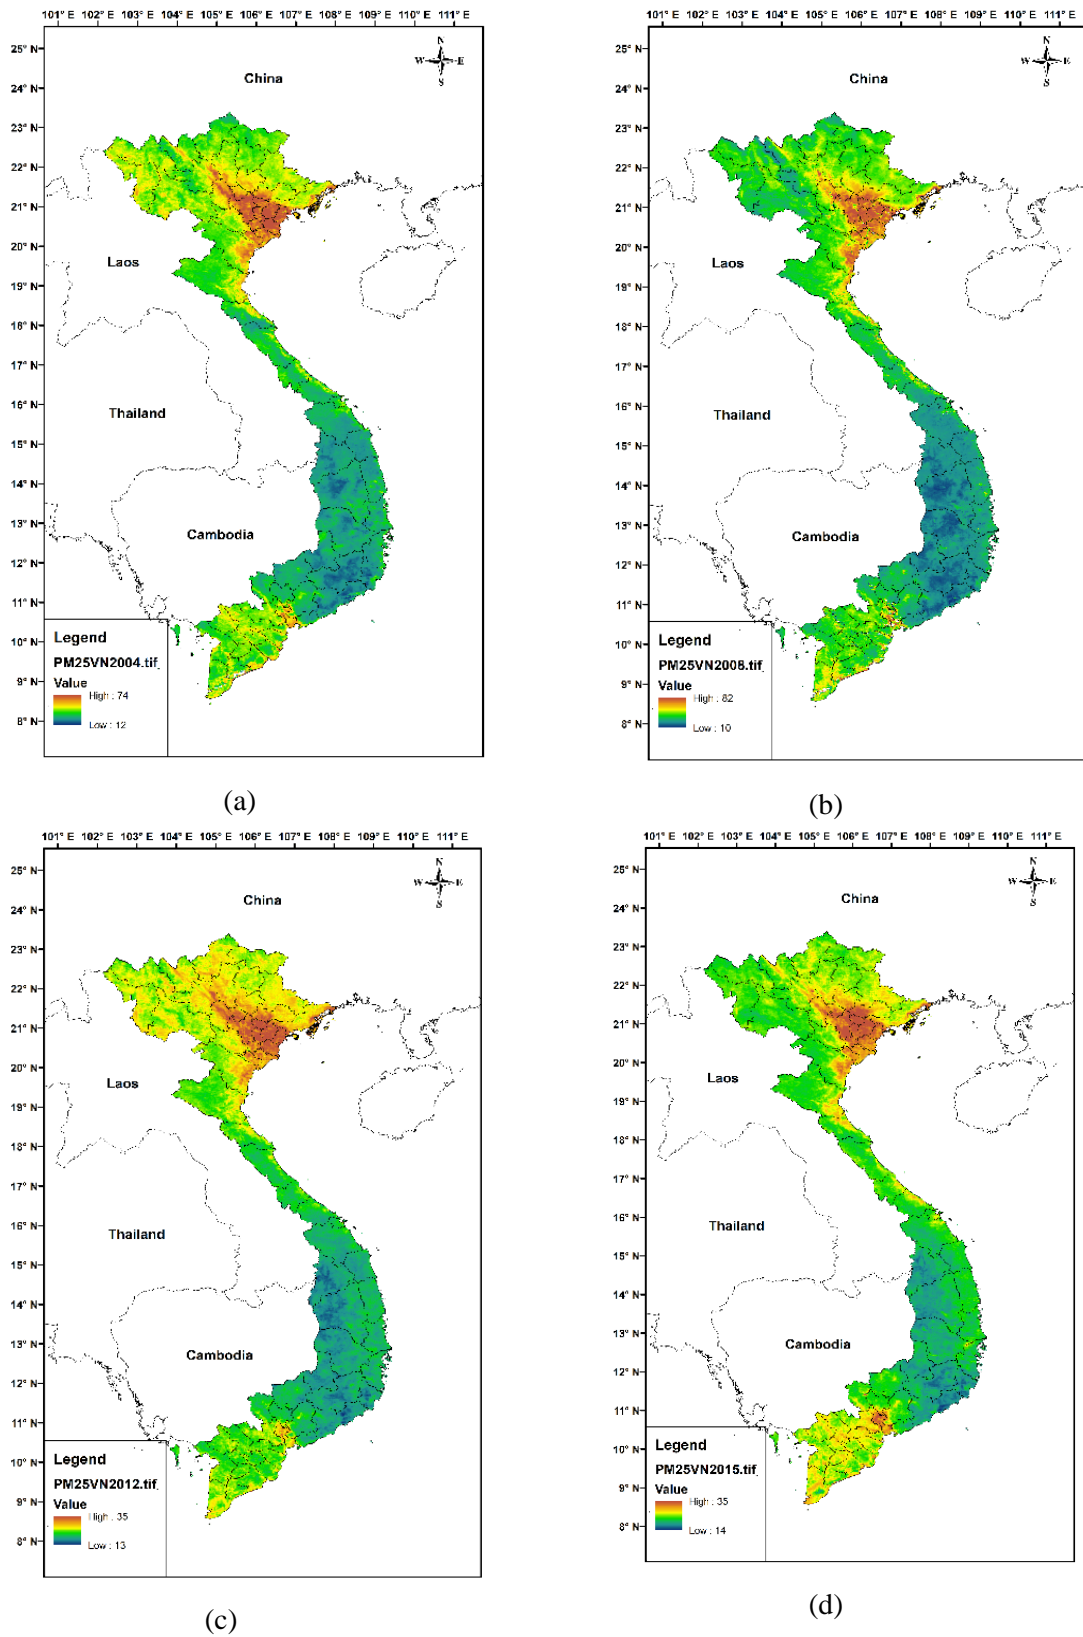 101° E 102° E 103° E 104° E 105° E 106° E 107° E 108° E 109° E 110° E 111° E
25° N
24° N
23° N
22° N
21° N
20° N
19° N
18° N
17° N
16° N
15° N
14° N
13° N
12° N
11° N
10° N
9° N
8° N
N
W E
S
China
Laos
Thailand
Cambodia
Legend
PM25VN2004.tif
Value
High : 74
Low : 12
(a)
101° E 102° E 103° E 104° E 105° E 106° E 107° E 108° E 109° E 110° E 111° E
25° N
24° N
23° N
22° N
21° N
20° N
19° N
18° N
17° N
16° N
15° N
14° N
13° N
12° N
11° N
10° N
9° N
8° N
N
W E
S
China
Laos
Thailand
Cambodia
Legend
PM25VN2008.tif
Value
High : 82
Low : 10
(b)
101° E 102° E 103° E 104° E 105° E 106° E 107° E 108° E 109° E 110° E 111° E
25° N
24° N
23° N
22° N
21° N
20° N
19° N
18° N
17° N
16° N
15° N
14° N
13° N
12° N
11° N
10° N
9° N
8° N
N
W E
S
China
Laos
Thailand
Cambodia
Legend
PM25VN2012.tif
Value
High : 35
Low : 13
(c)
101° E 102° E 103° E 104° E 105° E 106° E 107° E 108° E 109° E 110° E 111° E
25° N
24° N
23° N
22° N
21° N
20° N
19° N
18° N
17° N
16° N
15° N
14° N
13° N
12° N
11° N
10° N
9° N
8° N
N
W E
S
China
Laos
Thailand
Cambodia
Legend
PM25VN2015.tif
Value
High : 35
Low : 14
(d)